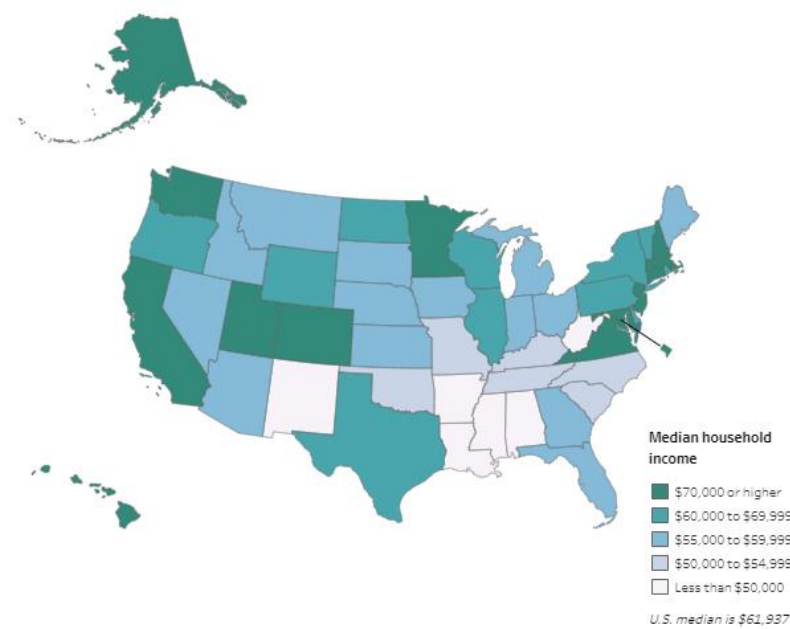 Median household
income
$70,000 or higher
$60,000 to $69,999
$55,000 to $59,999
$50,000 to $54,999
Less than $50,000
U.S. median is $61,937